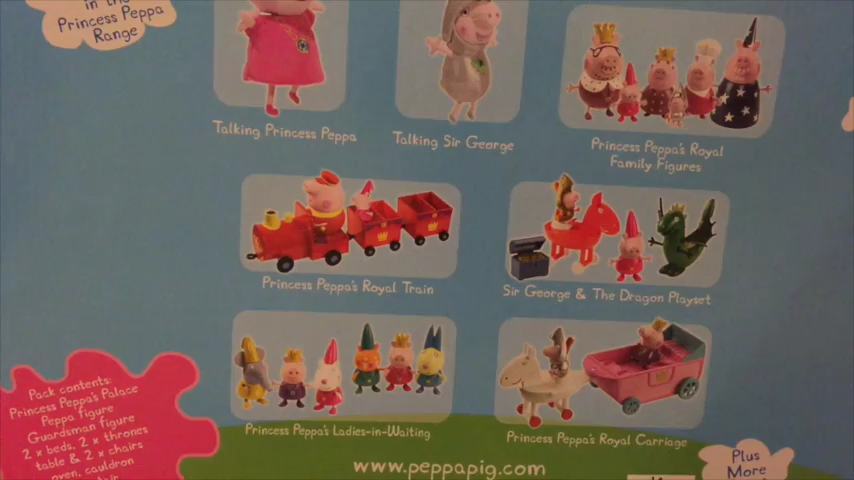 in the
Princess Peppa
Range
Talking Princess Peppa
Talking Sir George
Princess Peppa's Royal
Family Figures
Princess Peppa's Royal Train
Sir George & The Dragon Playset
Princess Peppa's Ladies-in-Waiting
Princess Peppa's Royal Carriage
Pack contents:
Princess Peppa's Palace
Peppa figure
Guardsman figure
2 x beds, 2 x thrones
table & 2 x chairs
oven, cauldron
www.peppapig.com
Plus
More